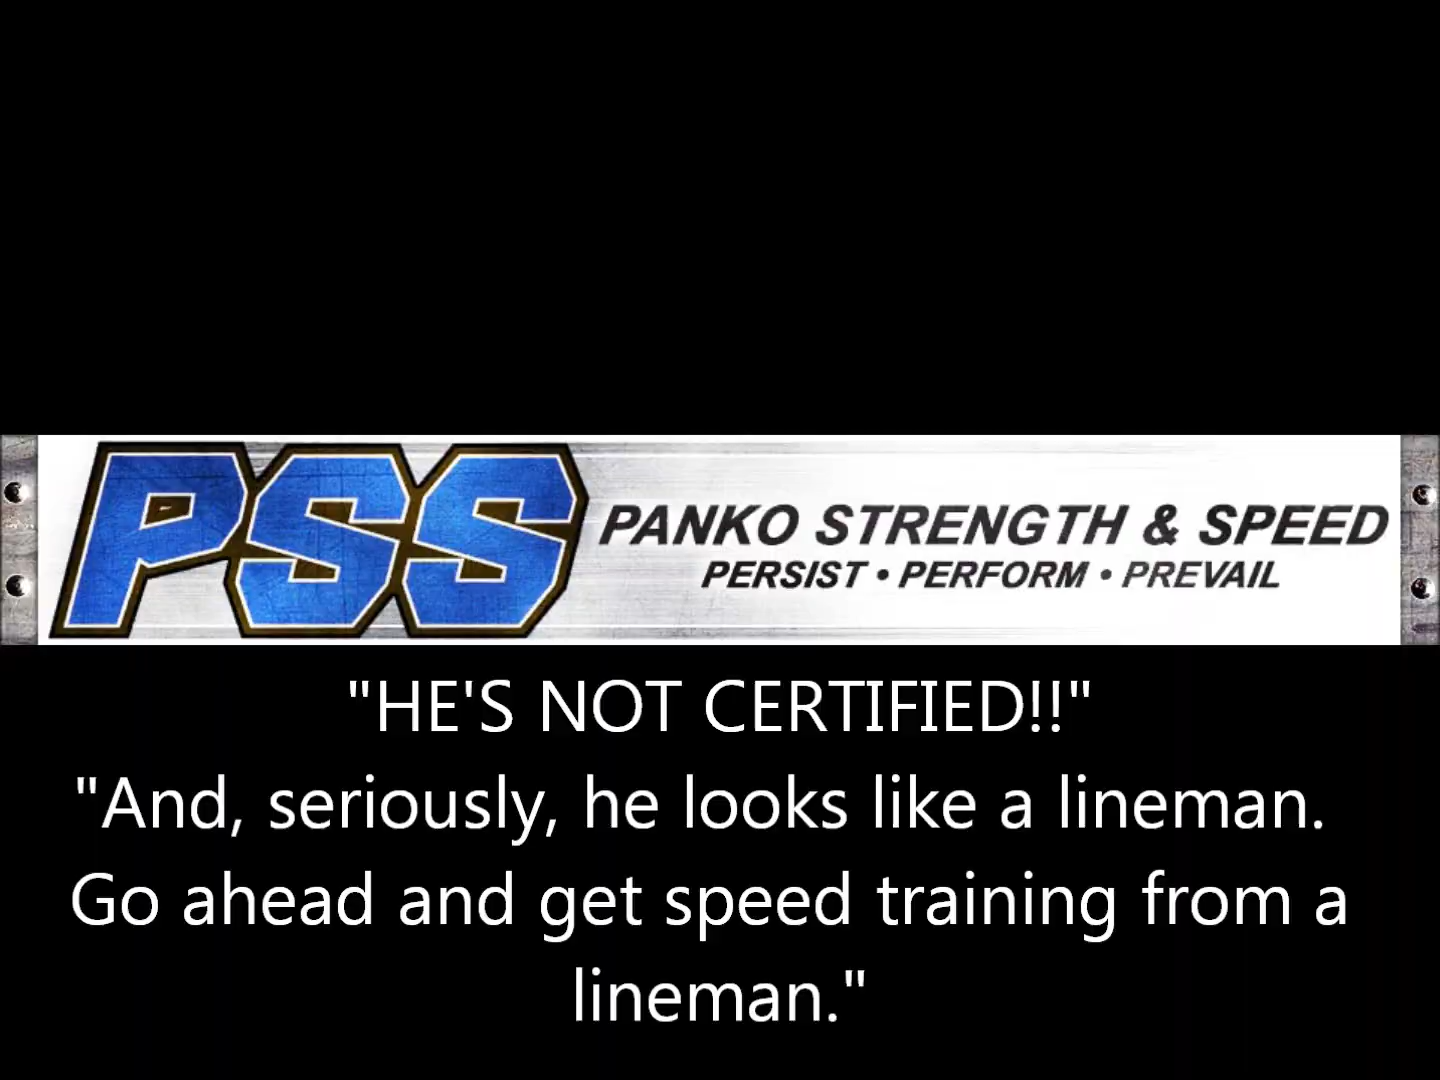 PSS
PANKO STRENGTH & SPEED
PERSIST • PERFORM • PREVAIL
"HE'S NOT CERTIFIED!!"
"And, seriously, he looks like a lineman.
Go ahead and get speed training from a
lineman."